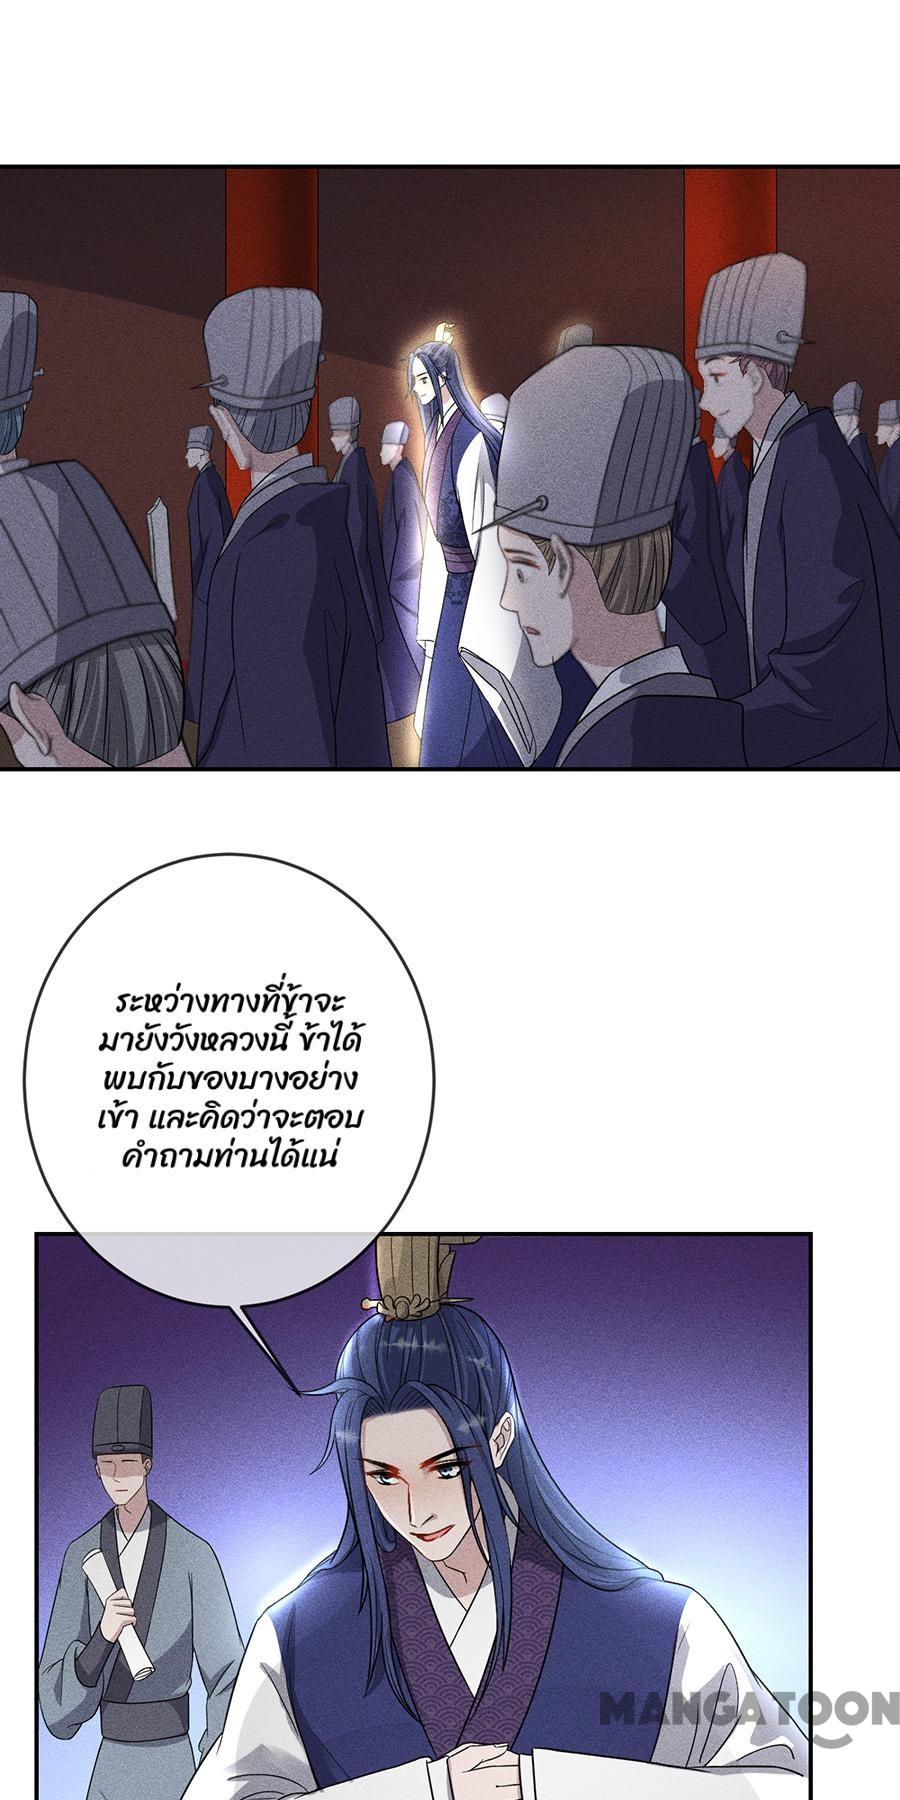 ระหว่างทางที่ข้าจะ
มายังวังหลวงนี้ ข้าได้
พบกับของบางอย่าง
เข้า และคิดว่าจะตอบ
คำถามท่านได้แน่
MANGATOON